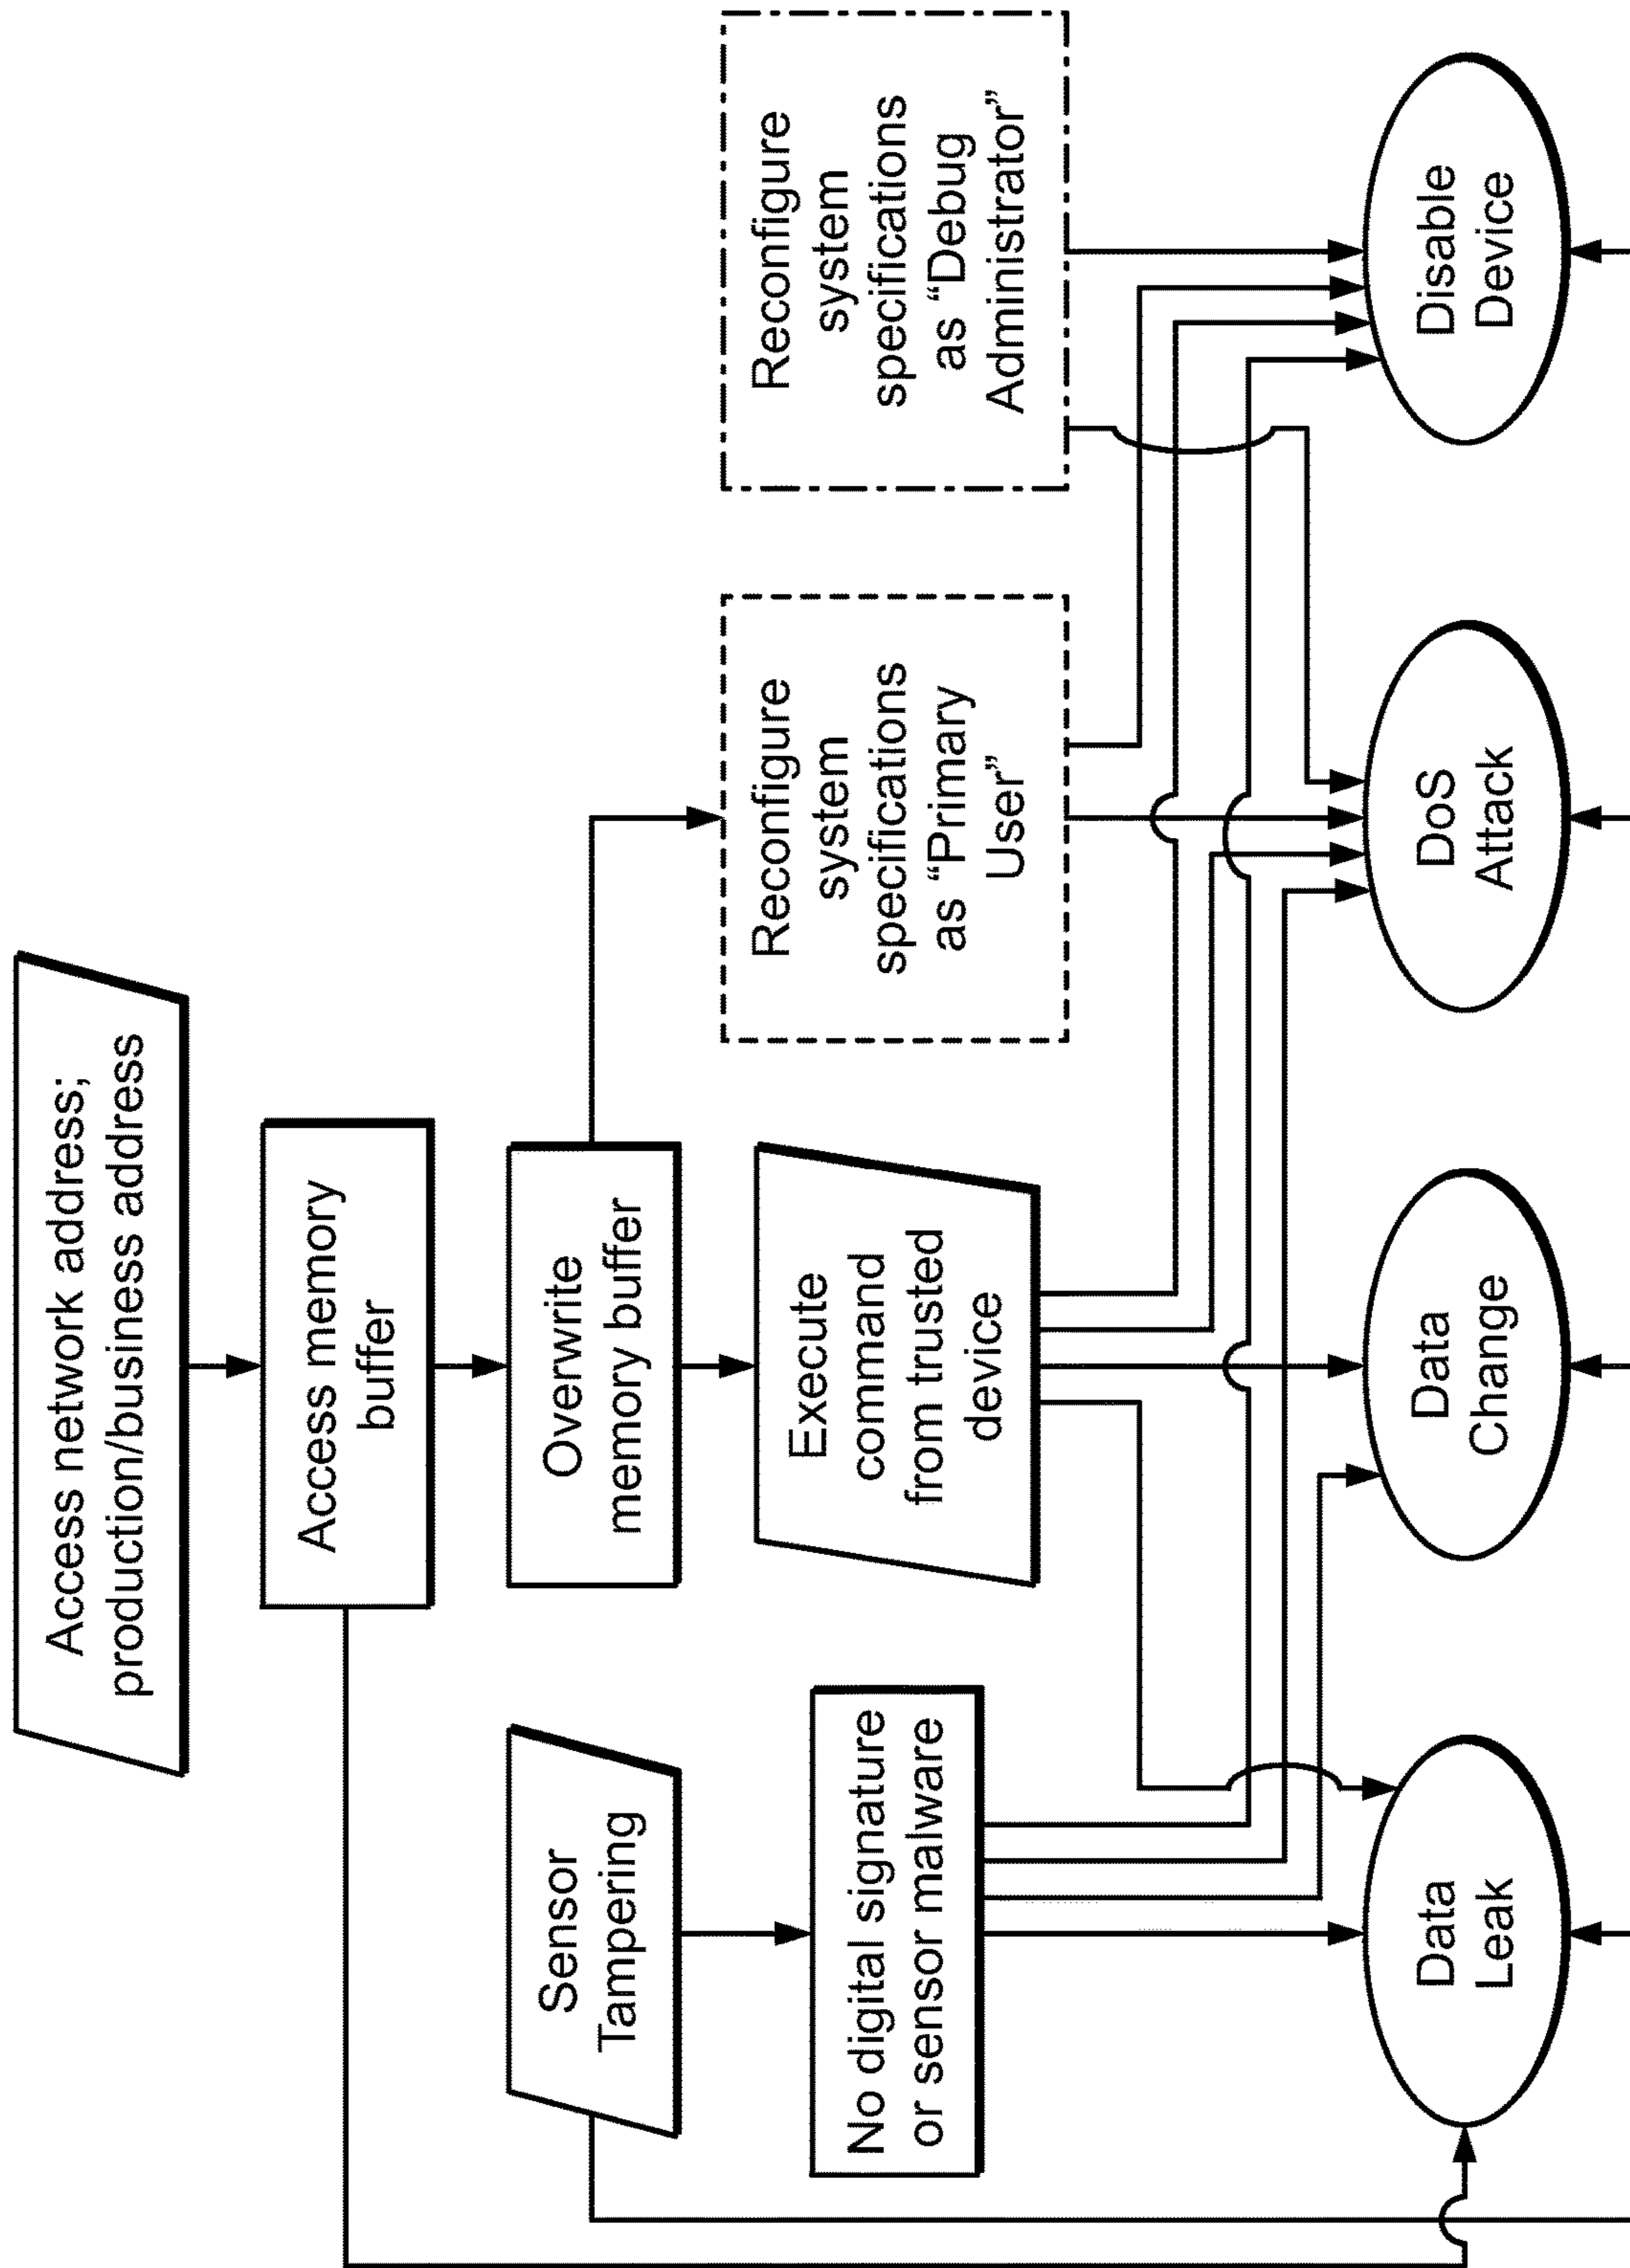 Access network address;
production/business address
Access memory
buffer
Sensor
Tampering
Overwrite
memory buffer
No digital signature
or sensor malware
Execute
command
from trusted
device
Reconfigure
system
specifications
as “Primary
User”
Reconfigure
system
specifications
as “Debug
Administrator”
Data
Leak
Data
Change
DoS
Attack
Disable
Device